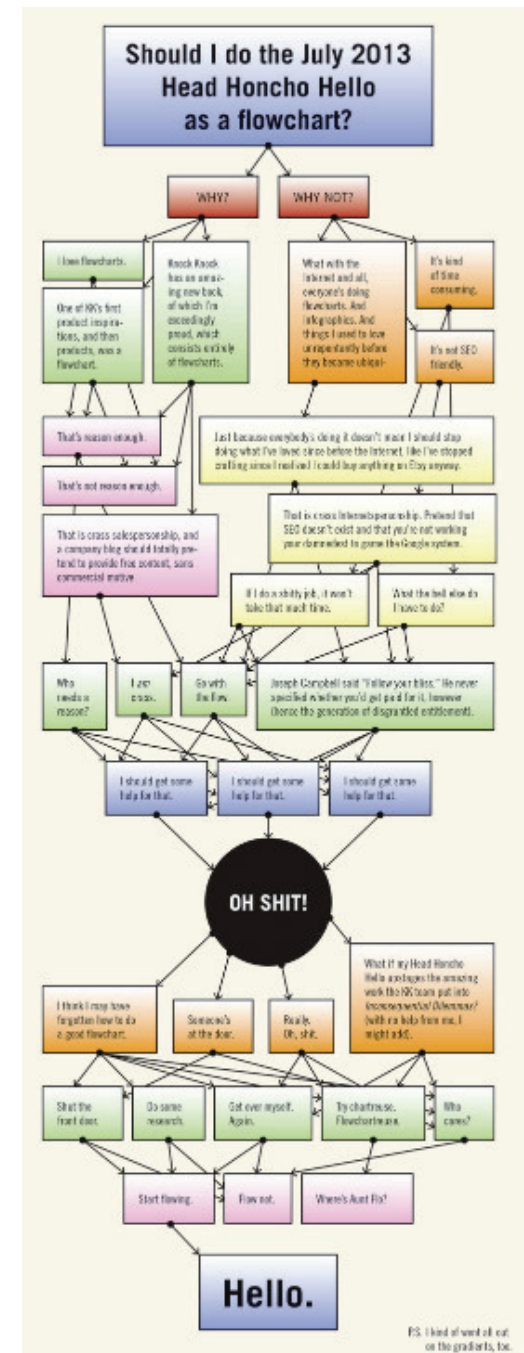 Should I do the July 2013
Head Honcho Hello
as a flowchart?
WHY?
WHY NOT?
I love flowcharts.
One of KK's first
product inspira-
tions, and then
products, was a
flowchart.
Knock Knock
has an amaz-
ing new book,
of which I'm
exceedingly
proud, which
consists entirely
of flowcharts.
What with the
Internet and all,
everyone's doing
flowcharts. And
infographics. And
things I used to love
unrepentantly before
they became ubiqui-
It's kind
of time
consuming.
It's not SEO
friendly.
That's reason enough.
That's not reason enough.
That is crass salespersonship, and
a company blog should totally pre-
tend to provide free content, sans
commercial motive
Just because everybody's doing it doesn't mean I should stop
doing what I've loved since before the Internet, like I've stopped
crafting since I realized I could buy anything on Etsy anyway.
That is crass Internetspersonship. Pretend that
SEO doesn't exist and that you're not working
your damnedest to game the Google system.
If I do a shitty job, it won't
take that much time.
What the hell else do
I have to do?
Who
needs a
reason?
I am
crass.
Go with
the flow.
Joseph Campbell said "Follow your bliss." He never
specified whether you'd get paid for it, however
(hence the generation of disgruntled entitlement).
I should get some
help for that.
I should get some
help for that.
I should get some
help for that.
OH SHIT!
I think I may have
forgotten how to do
a good flowchart.
Someone's
at the door.
Really.
Oh, shit.
What if my Head Honcho
Hello upstages the amazing
work the KK team put into
Inconsequential Dilemmas?
(with no help from me, I
might add).
Shut the
front door.
Do some
research.
Get over myself.
Again.
Try chartreuse.
Flowchartreuse.
Who
cares?
Start flowing.
Flow not.
Where's Aunt Flo?
Hello.
P.S. I kind of went all out
on the gradients, too.